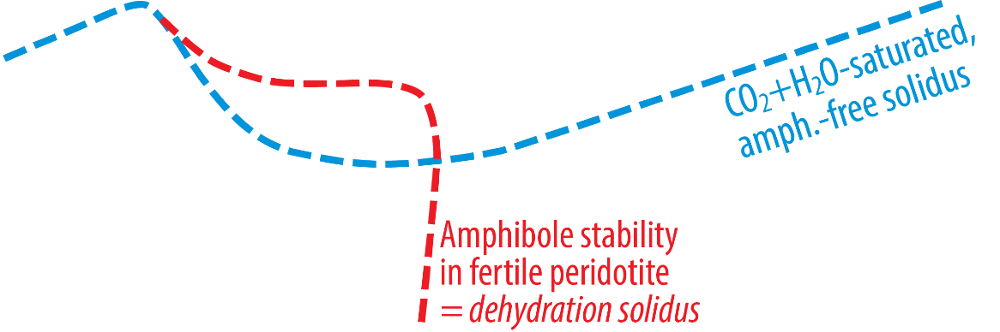 CO₂+H₂O-saturated,
amph.-free solidus
Amphibole stability
in fertile peridotite
= dehydration solidus